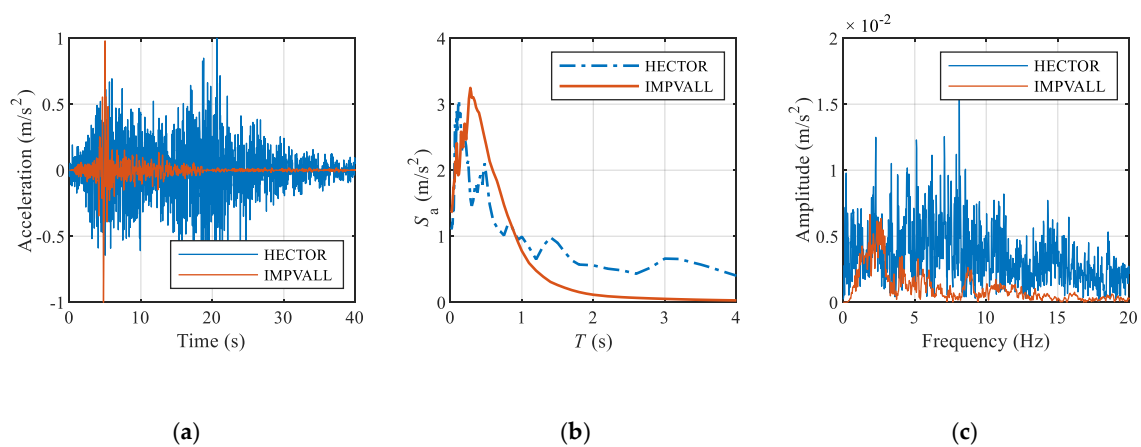 1
0.5
0
-0.5
-1
Acceleration (m/s²)
HECTOR
IMPVALL
0 10 20 30 40
Time (s)
(a)
4
3
2
1
0
Sa (m/s²)
HECTOR
IMPVALL
0 1 2 3 4
T (s)
(b)
2 × 10⁻²
1.5
1
0.5
0
Amplitude (m/s²)
HECTOR
IMPVALL
0 5 10 15 20
Frequency (Hz)
(c)